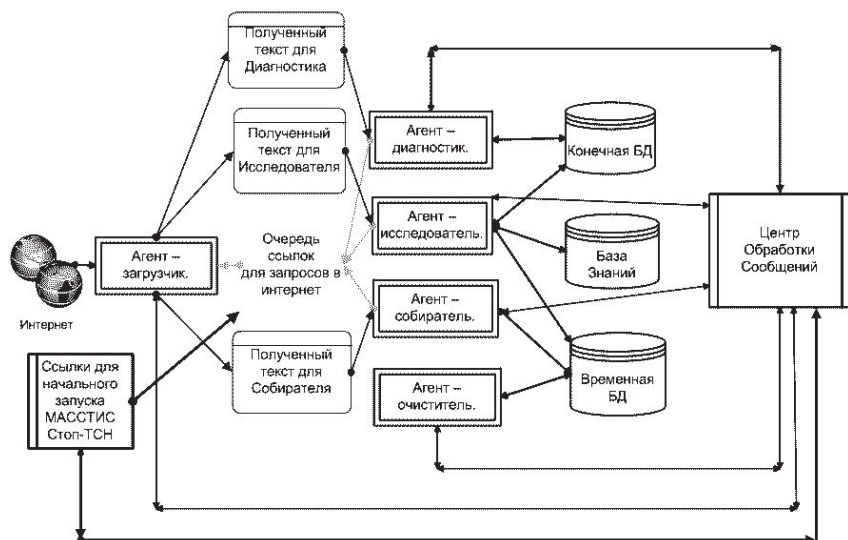 Полученный
текст для
Диагностика
Полученный
текст для
Исследователя
Агент –
диагностик.
Конечная БД
Агент –
исследователь.
База
Знаний
Центр
Обработки
Сообщений
Агент –
загрузчик.
Очередь
ссылок
для запросов в
интернет
Интернет
Агент –
собиратель.
Полученный
текст для
Собирателя
Агент –
очиститель.
Временная
БД
Ссылки для
начального
запуска
МАССТИС
Стоп-ТСН